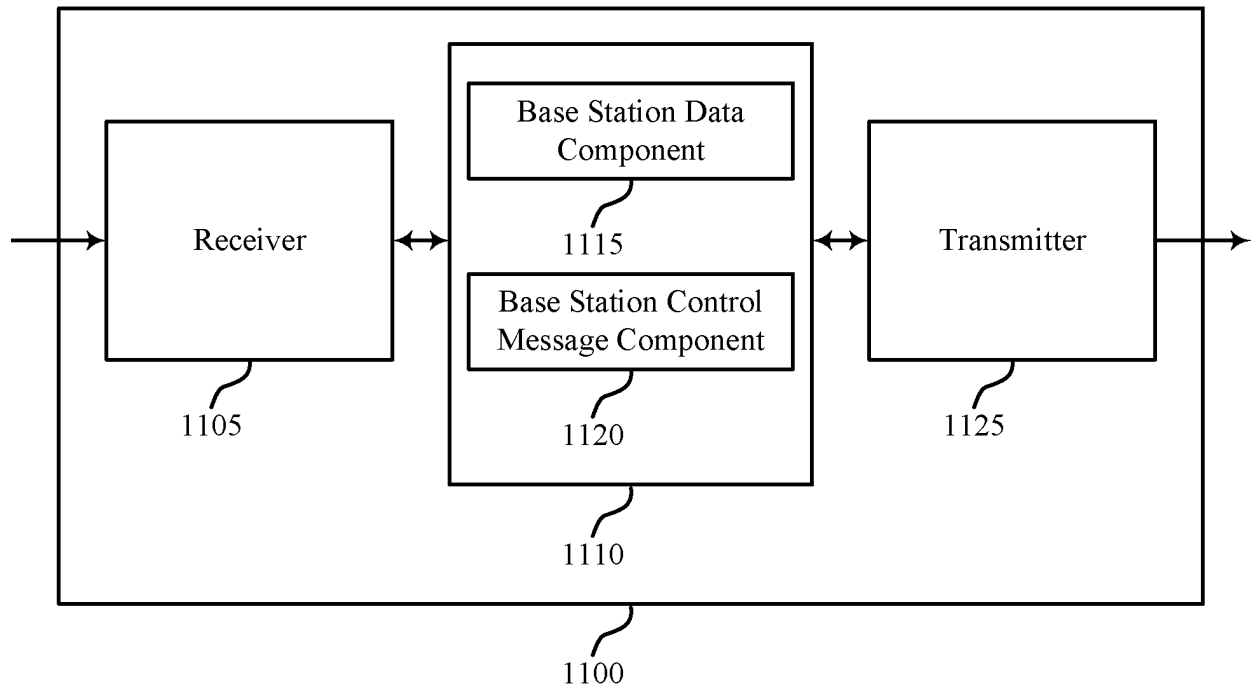 Base Station Data
Component
1115
Receiver
Transmitter
Base Station Control
Message Component
1105
1120
1125
1110
1100